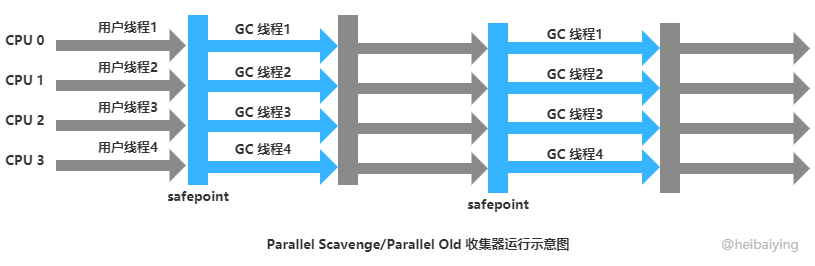 CPU 0 用户线程1 GC 线程1 GC 线程1
CPU 1 用户线程2 GC 线程2 GC 线程2
CPU 2 用户线程3 GC 线程3 GC 线程3
CPU 3 用户线程4 GC 线程4 GC 线程4
safepoint safepoint
Parallel Scavenge/Parallel Old 收集器运行示意图 @heibaiying